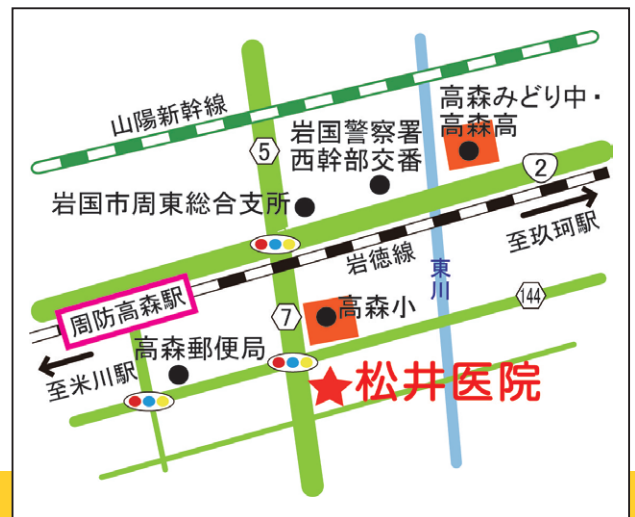 山陽新幹線
高森みどり中・
高森高
5
岩国警察署
西幹部交番
2
岩国市周東総合支所
至玖珂駅
岩徳線
東川
周防高森駅
7
高森小
144
高森郵便局
至米川駅
松井医院